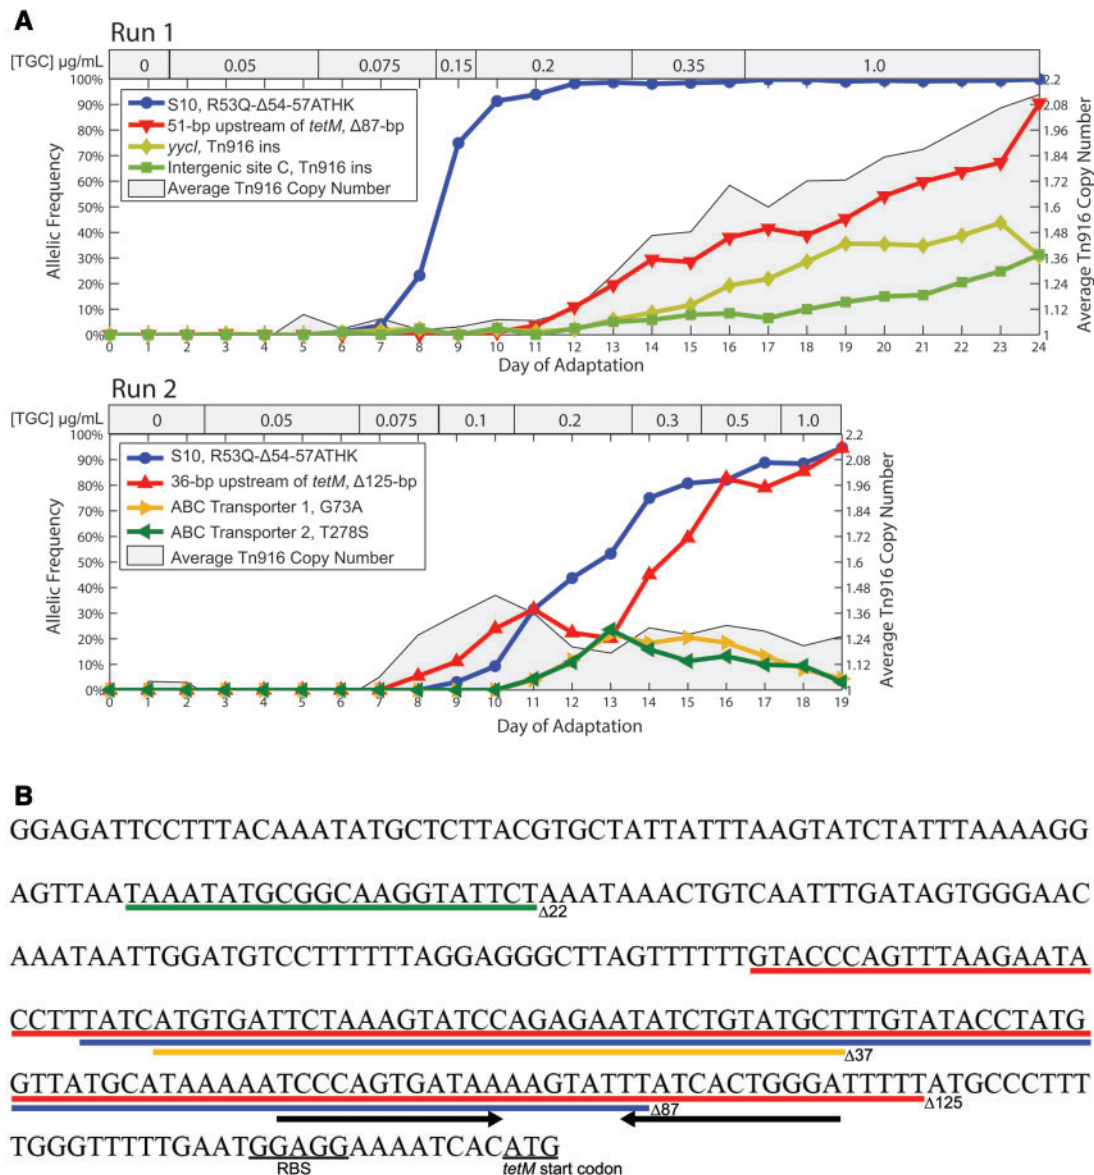 A
Run 1
[TGC] µg/mL 0 0.05 0.075 0.15 0.2 0.35 1.0
100% 90% 80% 70% 60% 50% 40% 30% 20% 10% 0%
Allelic Frequency
S10, R53Q-Δ54-57ATHK
51-bp upstream of tetM, Δ87-bp
yycI, Tn916 ins
Intergenic site C, Tn916 ins
Average Tn916 Copy Number
2.2 2.08 1.96 1.84 1.72 1.6 1.48 1.36 1.24 1.12 1
Average Tn916 Copy Number
0 1 2 3 4 5 6 7 8 9 10 11 12 13 14 15 16 17 18 19 20 21 22 23 24
Day of Adaptation
Run 2
[TGC] µg/mL 0 0.05 0.075 0.1 0.2 0.3 0.5 1.0
100% 90% 80% 70% 60% 50% 40% 30% 20% 10% 0%
Allelic Frequency
S10, R53Q-Δ54-57ATHK
36-bp upstream of tetM, Δ125-bp
ABC Transporter 1, G73A
ABC Transporter 2, T278S
Average Tn916 Copy Number
2.2 2.08 1.96 1.84 1.72 1.6 1.48 1.36 1.24 1.12 1
Average Tn916 Copy Number
0 1 2 3 4 5 6 7 8 9 10 11 12 13 14 15 16 17 18 19
Day of Adaptation
B
GGAGATTCCTTTACAAATATGCTCTTACGTGCTATTATTTAAGTATCTATTTAAAAGG
AGTTAATAAATATGCGGCAAGGTATTCTAAATAAACTGTCAATTTGATAGTGGGAAC
Δ22
AAATAATTGGATGTCCTTTTTTAGGAGGGCTTAGTTTTTTGTACCCAGTTTAAGAATA
CCTTTATCATGTGATTCTAAAGTATCCAGAGAATATCTGTATGCTTTGTATACCTATG
Δ37
GTTATGCATAAAAATCCCAGTGATAAAAGTATTTATCACTGGGATTTTTATGCCCTTT
Δ87 Δ125
TGGGTTTTTGAATGGAGGAAAATCACATG
RBS tetM start codon